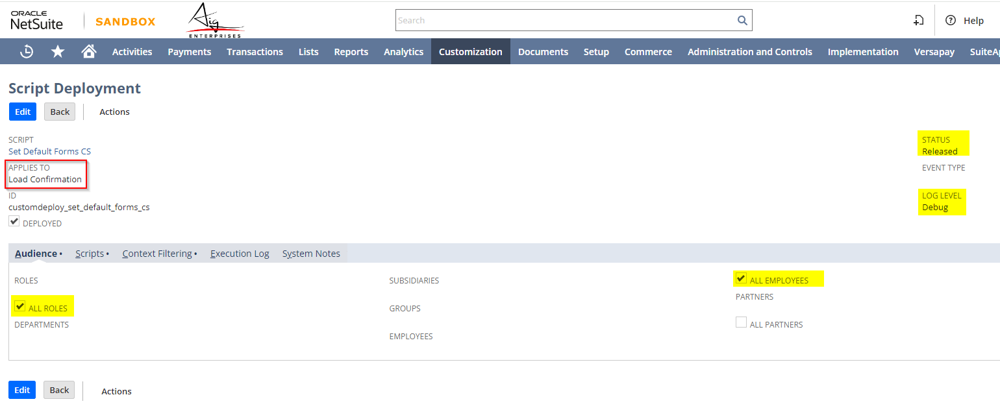 ORACLE
NetSuite
SANDBOX
Aig
ENTERPRISES
Search
Help
Activities Payments Transactions Lists Reports Analytics Customization Documents Setup Commerce Administration and Controls Implementation Versapay SuiteA
Script Deployment
Edit Back Actions
SCRIPT
Set Default Forms CS
APPLIES TO
Load Confirmation
ID
customdeploy_set_default_forms_cs
DEPLOYED
STATUS
Released
EVENT TYPE
LOG LEVEL
Debug
Audience • Scripts • Context Filtering • Execution Log System Notes
ROLES
ALL ROLES
DEPARTMENTS
SUBSIDIARIES
GROUPS
EMPLOYEES
ALL EMPLOYEES
PARTNERS
ALL PARTNERS
Edit Back Actions